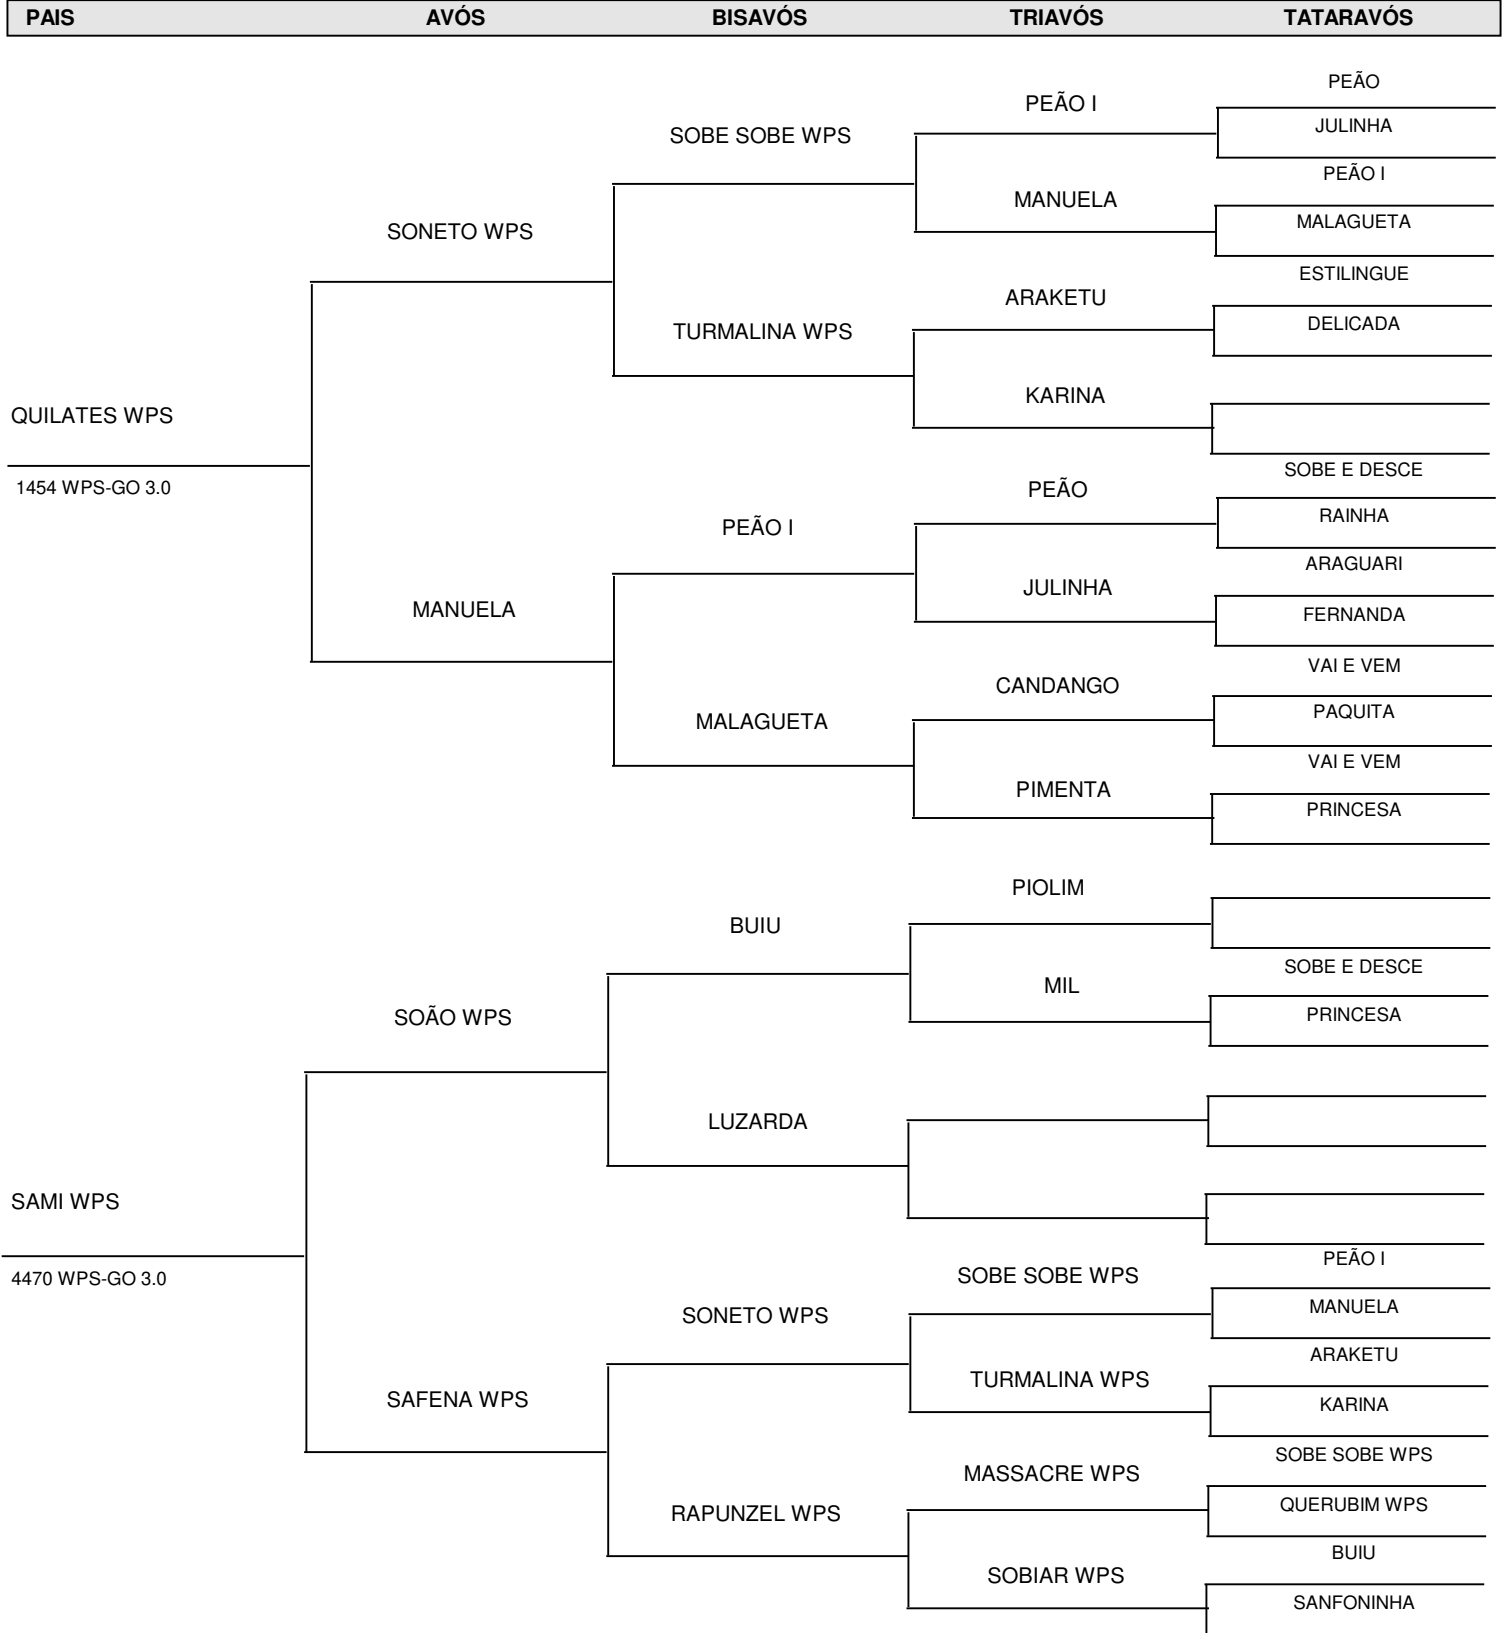 PAIS AVÓS BISAVÓS TRIAVÓS TATARAVÓS
PEÃO
PEÃO I
JULINHA
SOBE SOBE WPS
PEÃO I
MANUELA
MALAGUETA
SONETO WPS
ESTILINGUE
ARAKETU
DELICADA
TURMALINA WPS
KARINA
QUILATES WPS
SOBE E DESCE
1454 WPS-GO 3.0
PEÃO
RAINHA
PEÃO I
ARAGUARI
JULINHA
MANUELA
FERNANDA
VAI E VEM
CANDANGO
PAQUITA
MALAGUETA
VAI E VEM
PIMENTA
PRINCESA
PIOLIM
BUIU
SOBE E DESCE
MIL
SOÃO WPS
PRINCESA
LUZARDA
SAMI WPS
PEÃO I
4470 WPS-GO 3.0
SOBE SOBE WPS
MANUELA
SONETO WPS
ARAKETU
TURMALINA WPS
SAFENA WPS
KARINA
SOBE SOBE WPS
MASSACRE WPS
QUERUBIM WPS
RAPUNZEL WPS
BUIU
SOBIAR WPS
SANFONINHA